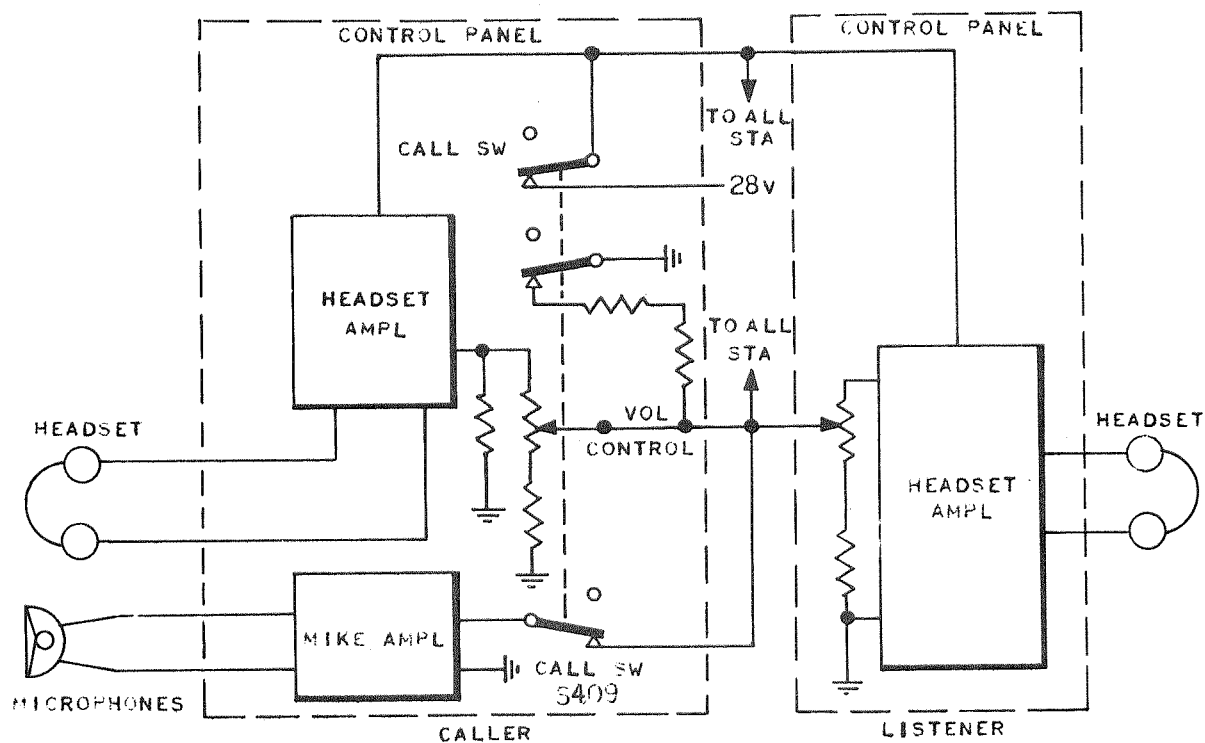 CONTROL PANEL
CONTROL PANEL
TO ALL
STA
CALL SW
28V
HEADSET
AMPL
TO ALL
STA
VOL
CONTROL
HEADSET
HEADSET
HEADSET
AMPL
MIKE AMPL
CALL SW
S409
MICROPHONES
CALLER
LISTENER